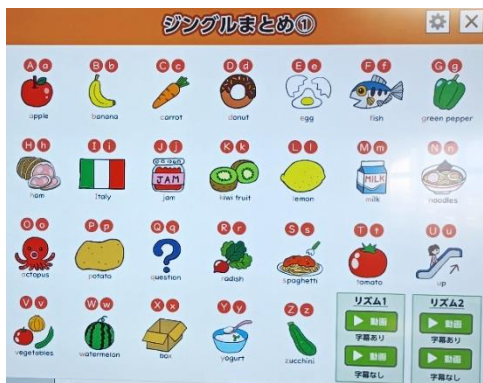 ジングルまとめ①
A a B b C c D d E e F f G g
apple banana carrot donut egg fish green pepper
H h I i J j K k L l M m N n
JAM MILK
ham Italy jam kiwi fruit lemon milk noodles
O o P p Q q R r S s T t U u
octopus potato question radish spaghetti tomato up
V v W w X x Y y Z z リズム1 リズム2
動画 動画
字幕あり 字幕あり
vegetables watermelon box yogurt zucchini
動画 動画
字幕なし 字幕なし